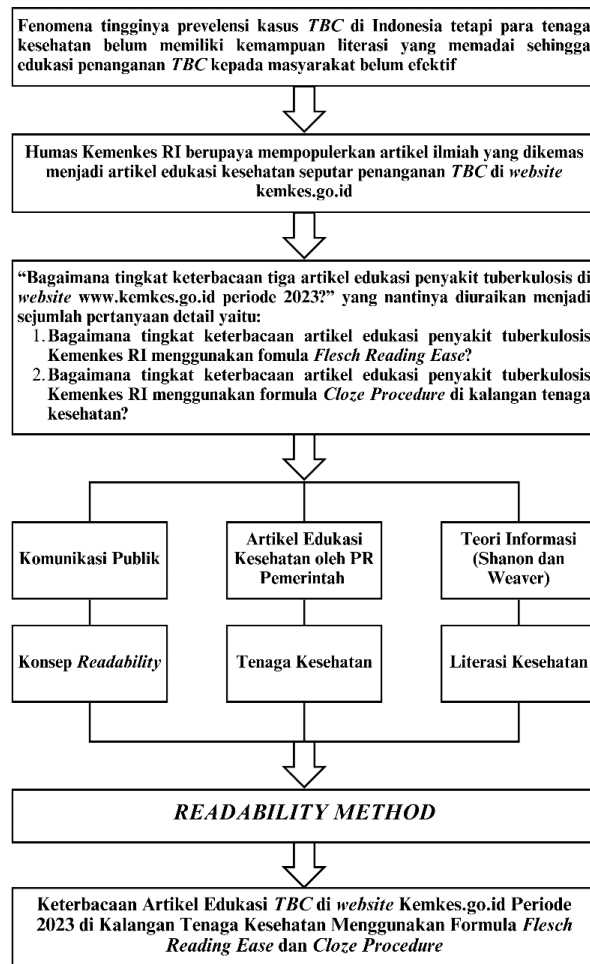 Fenomena tingginya prevelensi kasus TBC di Indonesia tetapi para tenaga
kesehatan belum memiliki kemampuan literasi yang memadai sehingga
edukasi penanganan TBC kepada masyarakat belum efektif
Humas Kemenkes RI berupaya mempopulerkan artikel ilmiah yang dikemas
menjadi artikel edukasi kesehatan seputar penanganan TBC di website
kemkes.go.id
“Bagaimana tingkat keterbacaan tiga artikel edukasi penyakit tuberkulosis di
website www.kemkes.go.id periode 2023?” yang nantinya diuraikan menjadi
sejumlah pertanyaan detail yaitu:
1. Bagaimana tingkat keterbacaan artikel edukasi penyakit tuberkulosis
Kemenkes RI menggunakan fomula Flesch Reading Ease?
2. Bagaimana tingkat keterbacaan artikel edukasi penyakit tuberkulosis
Kemenkes RI menggunakan formula Cloze Procedure di kalangan tenaga
kesehatan?
Komunikasi Publik
Artikel Edukasi
Kesehatan oleh PR
Pemerintah
Teori Informasi
(Shanon dan
Weaver)
Konsep Readability
Tenaga Kesehatan
Literasi Kesehatan
READABILITY METHOD
Keterbacaan Artikel Edukasi TBC di website Kemkes.go.id Periode
2023 di Kalangan Tenaga Kesehatan Menggunakan Formula Flesch
Reading Ease dan Cloze Procedure